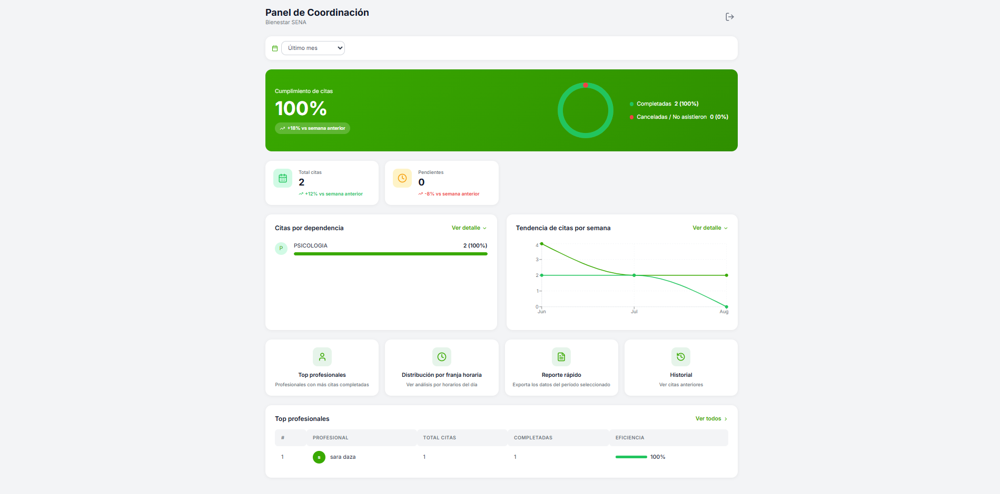 Panel de Coordinación
Bienestar SENA
Último mes
Cumplimiento de citas
100%
+18% vs semana anterior
Completadas 2 (100%)
Canceladas / No asistieron 0 (0%)
Total citas
2
+12% vs semana anterior
Pendientes
0
-8% vs semana anterior
Citas por dependencia
Ver detalle
P
PSICOLOGIA
2 (100%)
Tendencia de citas por semana
Ver detalle
4
3
2
1
0
Jun
Jul
Aug
Top profesionales
Profesionales con más citas completadas
Distribución por franja horaria
Ver análisis por horarios del día
Reporte rápido
Exporta los datos del período seleccionado
Historial
Ver citas anteriores
Top profesionales
Ver todos
# PROFESIONAL TOTAL CITAS COMPLETADAS EFICIENCIA
1 s sara daza 1 1 100%